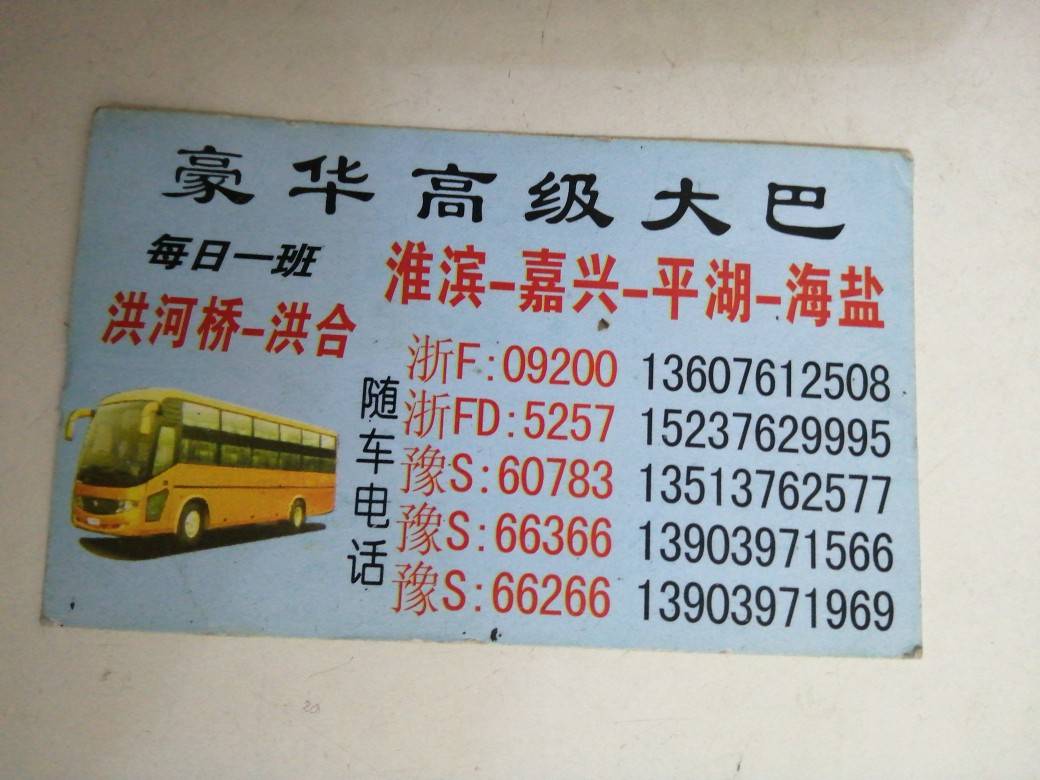 豪华高级大巴
每日一班
淮滨-嘉兴-平湖-海盐
洪河桥-洪合
随车电话
浙F:09200 13607612508
浙FD:5257 15237629995
豫S:60783 13513762577
豫S:66366 13903971566
豫S:66266 13903971969